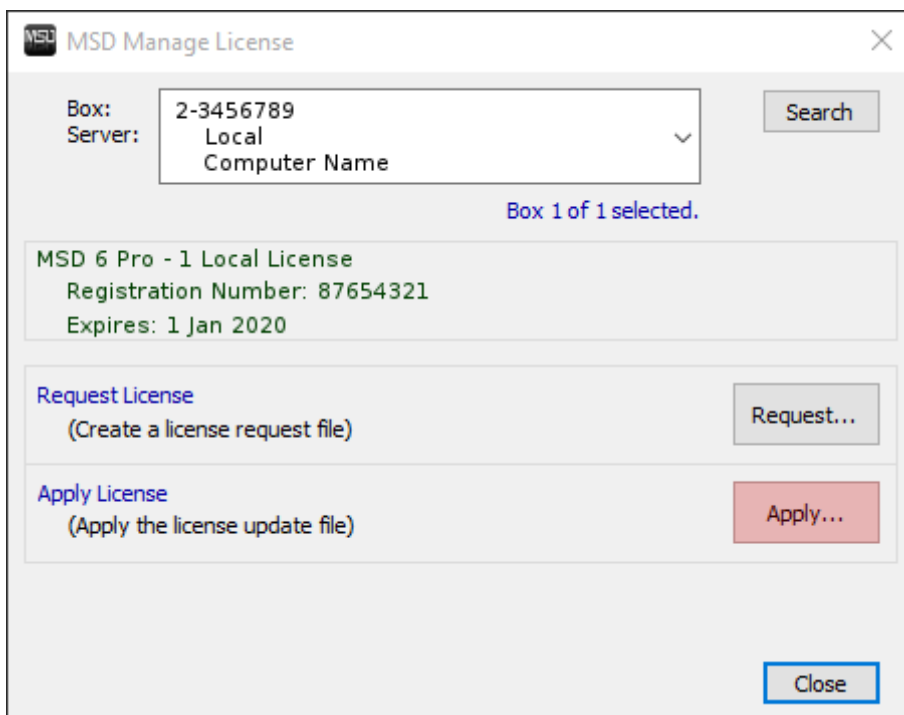 MSD MSD Manage License
Box: 2-3456789 Search
Server: Local
Computer Name
Box 1 of 1 selected.
MSD 6 Pro - 1 Local License
Registration Number: 87654321
Expires: 1 Jan 2020
Request License
(Create a license request file)
Request...
Apply License
(Apply the license update file)
Apply...
Close